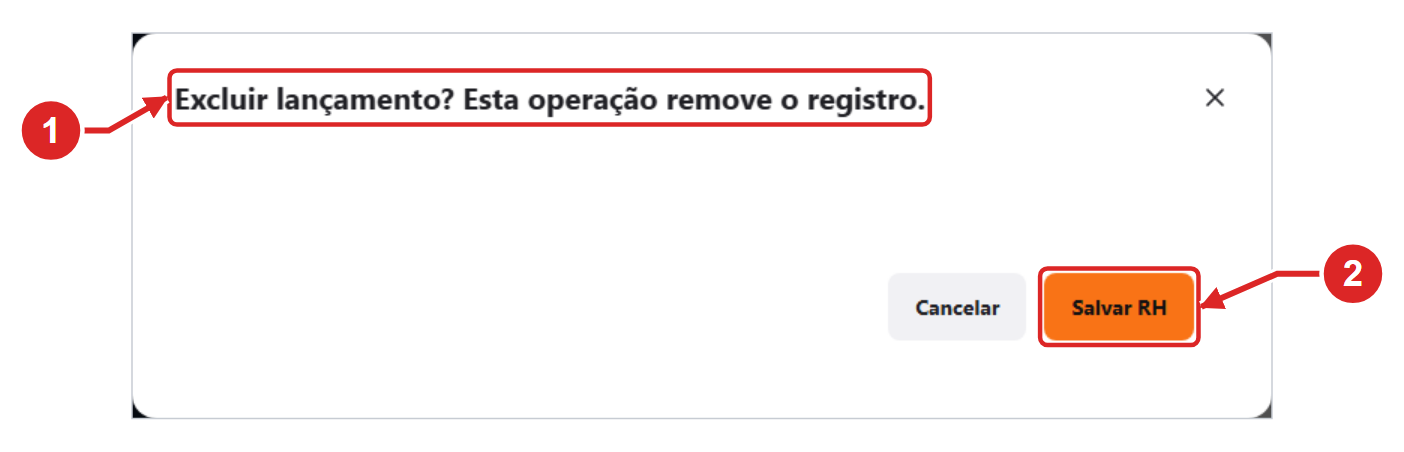 Excluir lançamento? Esta operação remove o registro.
1
2
Cancelar
Salvar RH